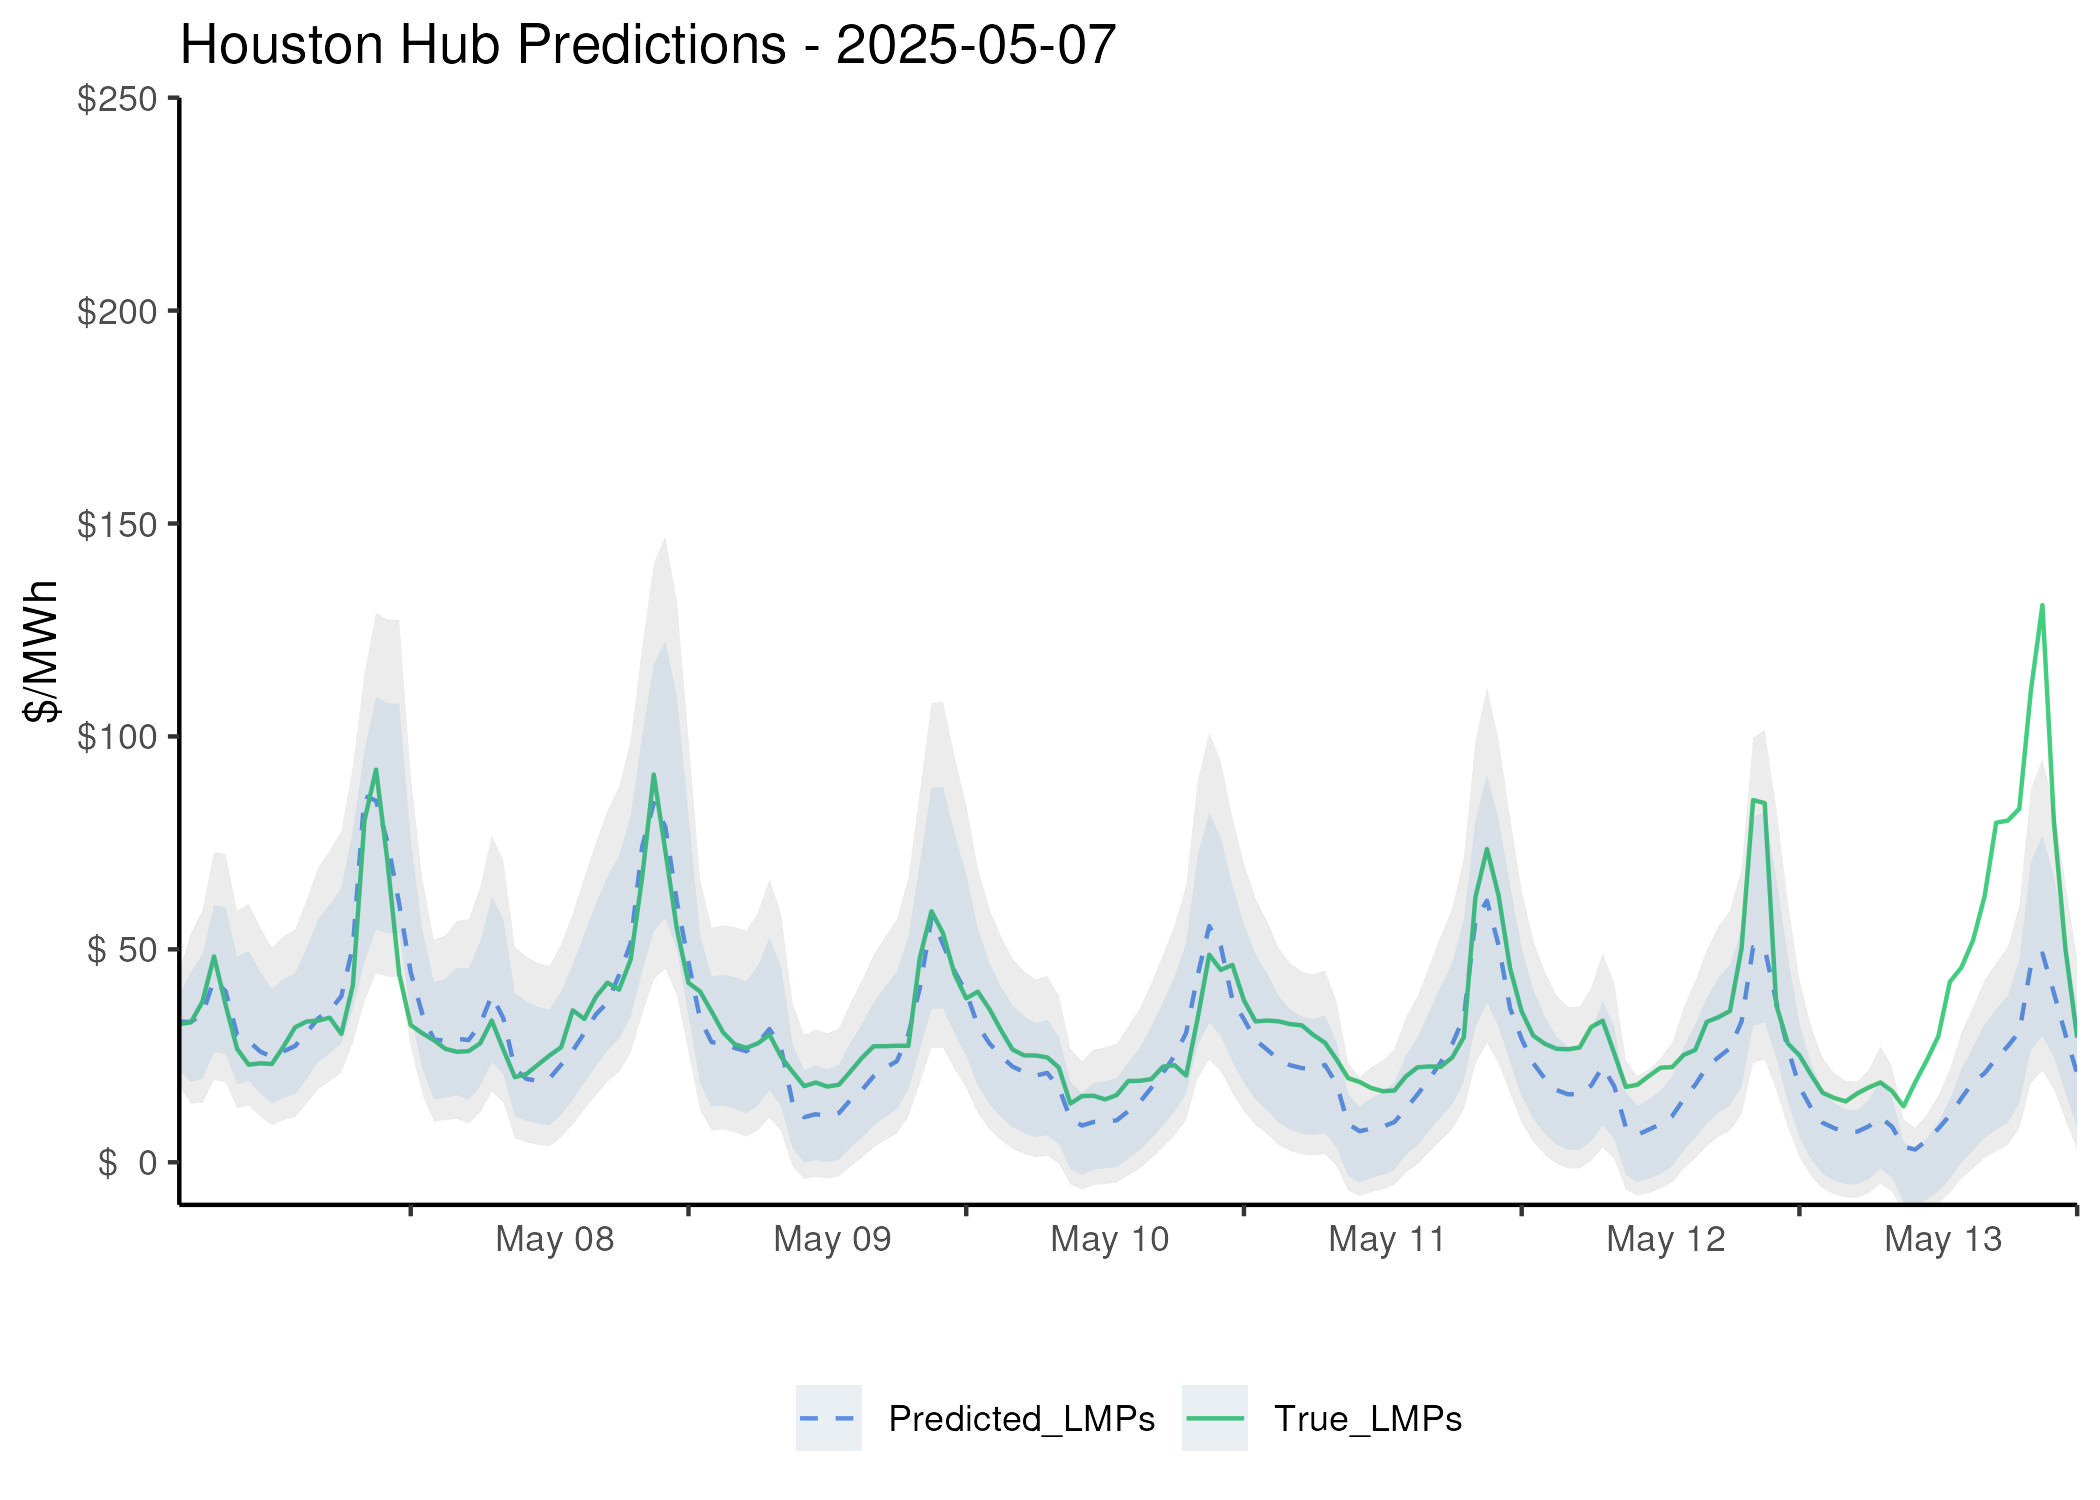 Houston Hub Predictions - 2025-05-07
$250
$200
$150
$100
$ 50
$  0
$/MWh
May 08
May 09
May 10
May 11
May 12
May 13
Predicted_LMPs
True_LMPs